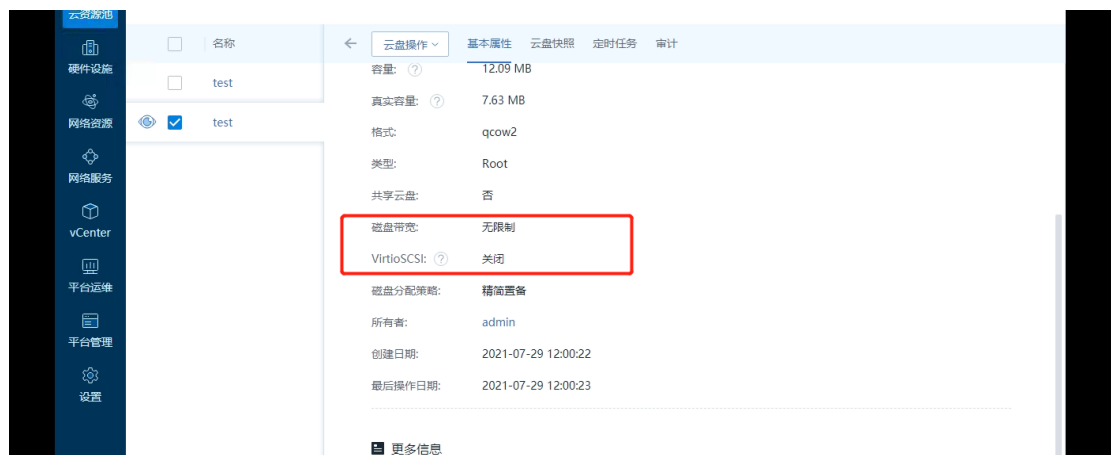 云资源池
硬件设施
网络资源
网络服务
vCenter
平台运维
平台管理
设置
名称
test
test
云盘操作
基本属性 云盘快照 定时任务 审计
容量: ? 12.09 MB
真实容量: ? 7.63 MB
格式: qcow2
类型: Root
共享云盘: 否
磁盘带宽: 无限制
VirtioSCSI: ? 关闭
磁盘分配策略: 精简置备
所有者: admin
创建日期: 2021-07-29 12:00:22
最后操作日期: 2021-07-29 12:00:23
更多信息